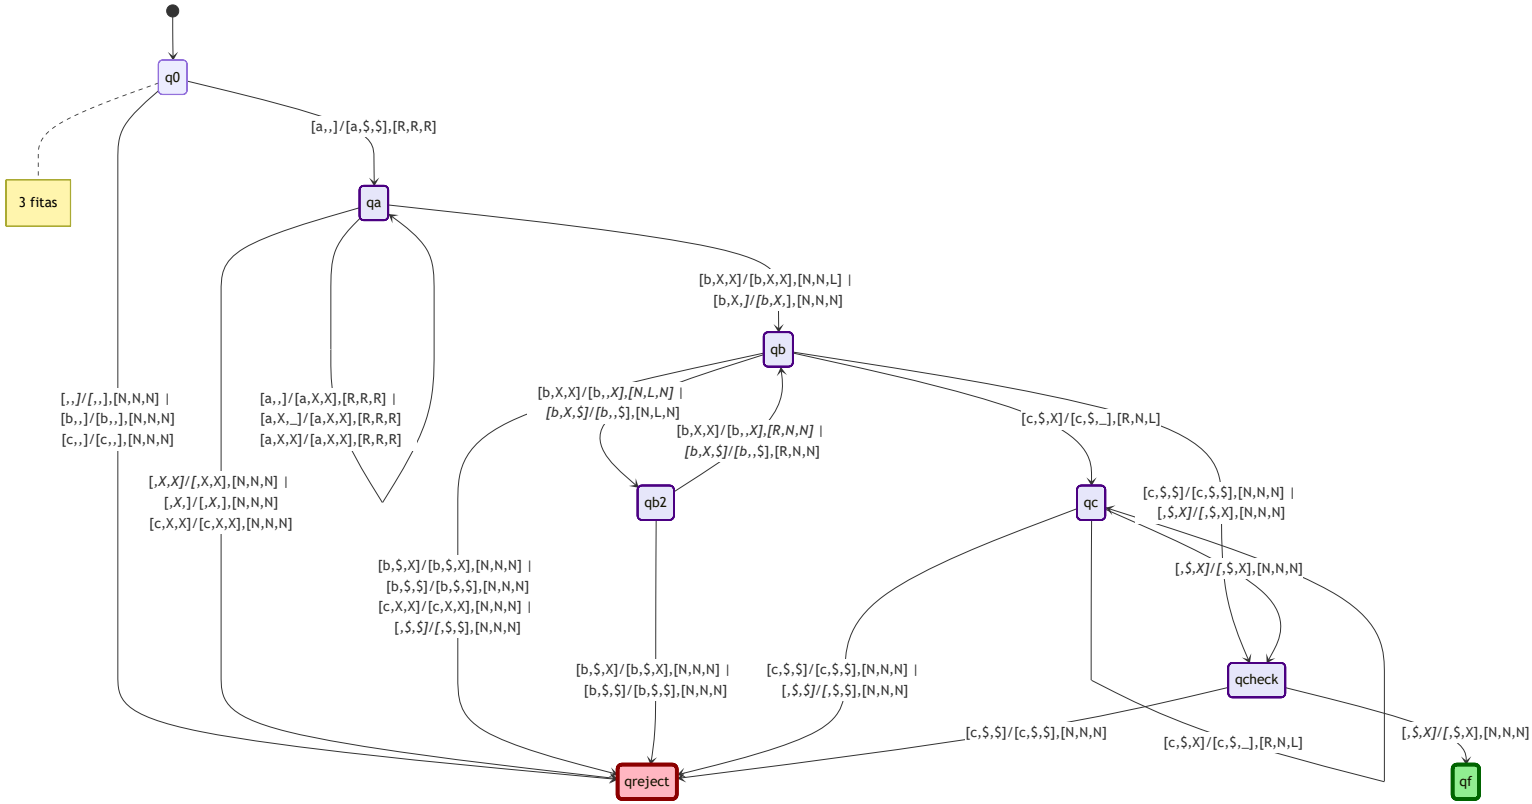 q0
[a,,]/[a,$,$],[R,R,R]
3 fitas
qa
[b,X,X]/[b,X,X],[N,N,L] |
[b,X,]/[b,X,],[N,N,N]
qb
[,,]/[,,],[N,N,N] |
[b,,]/[b,,],[N,N,N]
[c,,]/[c,,],[N,N,N]
[a,,]/[a,X,X],[R,R,R] |
[a,X,_]/[a,X,X],[R,R,R]
[a,X,X]/[a,X,X],[R,R,R]
[b,X,X]/[b,,X],[N,L,N] |
[b,X,$]/[b,,$],[N,L,N]
[b,X,X]/[b,,X],[R,N,N] |
[b,X,$]/[b,,$],[R,N,N]
[c,$,X]/[c,$,_],[R,N,L]
[,X,X]/[,X,X],[N,N,N] |
[,X,]/[,X,],[N,N,N]
[c,X,X]/[c,X,X],[N,N,N]
qb2
qc
[c,$,$]/[c,$,$],[N,N,N] |
[,$,X]/[,$,X],[N,N,N]
[b,$,X]/[b,$,X],[N,N,N] |
[b,$,$]/[b,$,$],[N,N,N]
[c,X,X]/[c,X,X],[N,N,N] |
[,$,$]/[,$,$],[N,N,N]
[,$,X]/[,$,X],[N,N,N]
[b,$,X]/[b,$,X],[N,N,N] |
[b,$,$]/[b,$,$],[N,N,N]
[c,$,$]/[c,$,$],[N,N,N] |
[,$,$]/[,$,$],[N,N,N]
qcheck
[c,$,$]/[c,$,$],[N,N,N]
[c,$,X]/[c,$,_],[R,N,L]
[,$,X]/[,$,X],[N,N,N]
qreject
qf